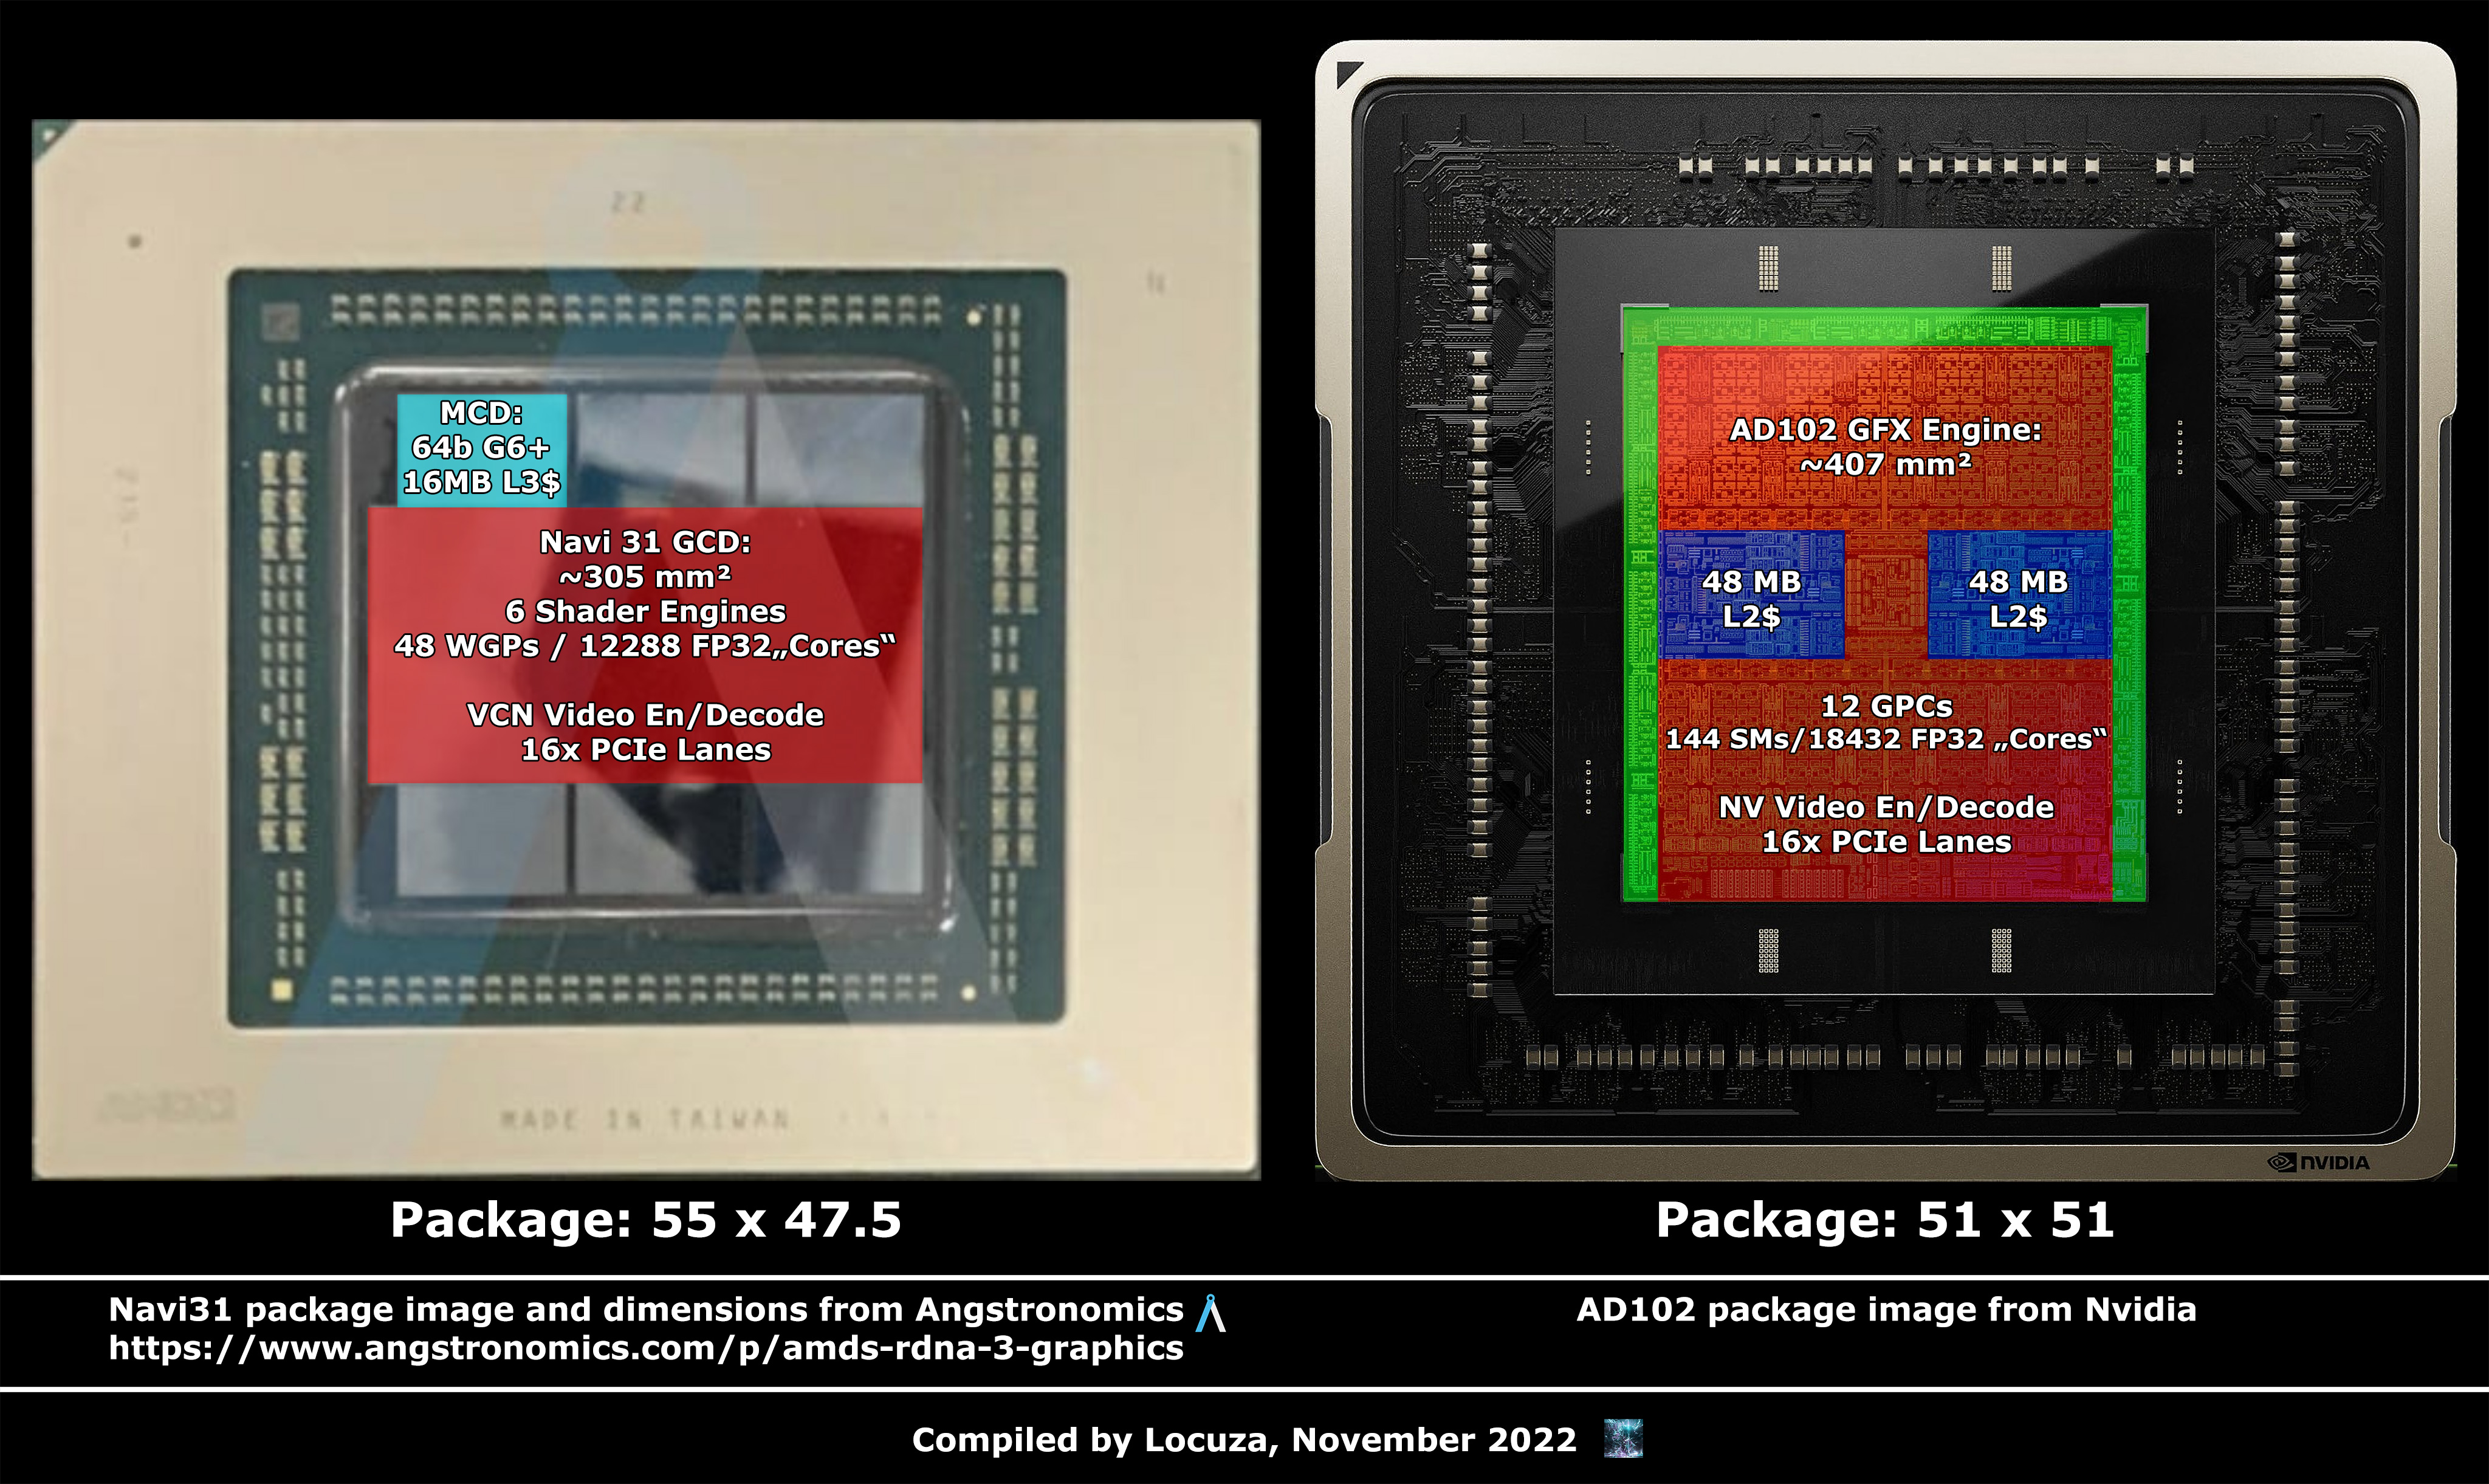 22
MCD:
64b G6+
16MB L3$
Navi 31 GCD:
~305 mm²
6 Shader Engines
48 WGPs / 12288 FP32„Cores“
VCN Video En/Decode
16x PCIe Lanes
MADE IN TAIWAN
AD102 GFX Engine:
~407 mm²
48 MB
L2$
48 MB
L2$
12 GPCs
144 SMs/18432 FP32 „Cores“
NV Video En/Decode
16x PCIe Lanes
NVIDIA
Package: 55 x 47.5
Package: 51 x 51
Navi31 package image and dimensions from Angstronomics
https://www.angstronomics.com/p/amds-rdna-3-graphics
AD102 package image from Nvidia
Compiled by Locuza, November 2022